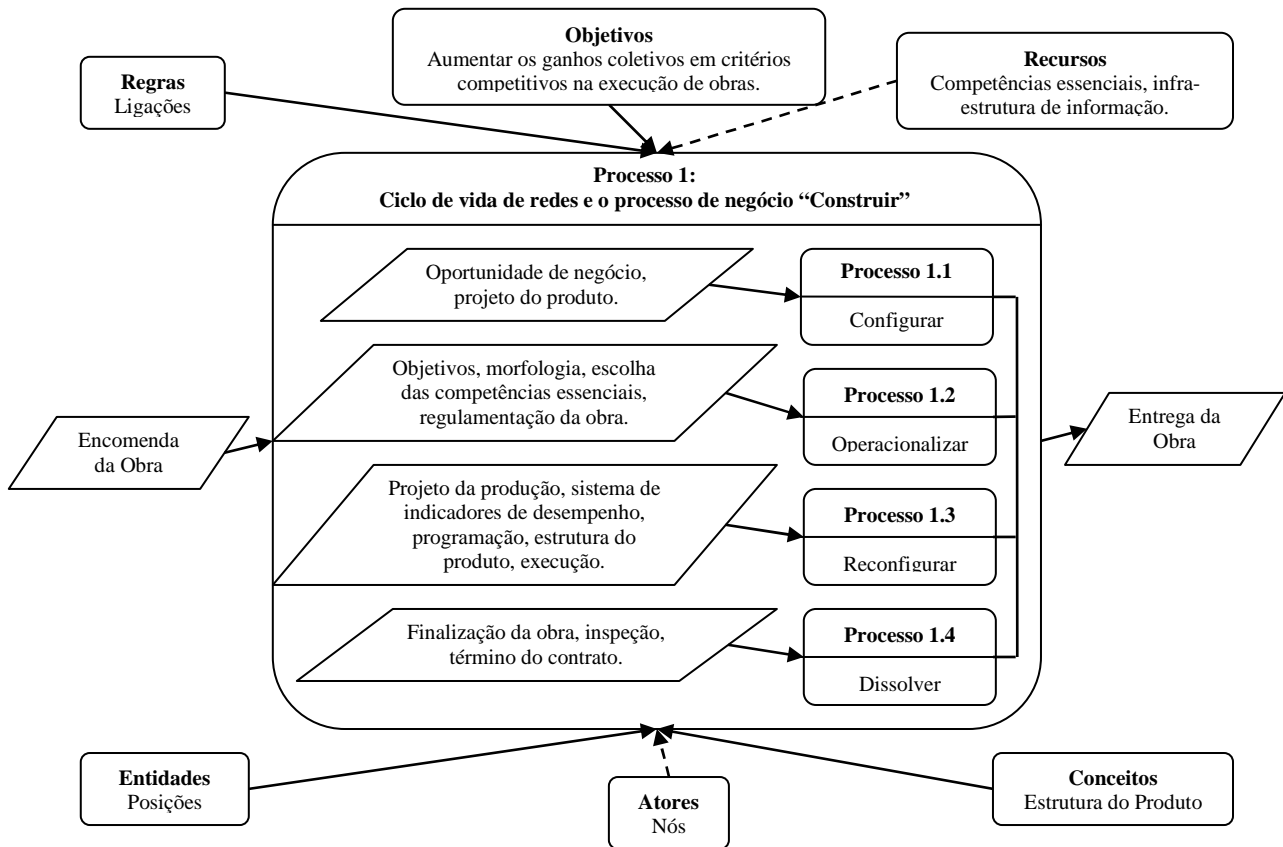 Objetivos
Aumentar os ganhos coletivos em critérios
competitivos na execução de obras.
Regras
Ligações
Recursos
Competências essenciais, infra-
estrutura de informação.
Processo 1:
Ciclo de vida de redes e o processo de negócio “Construir”
Oportunidade de negócio,
projeto do produto.
Processo 1.1
Configurar
Objetivos, morfologia, escolha
das competências essenciais,
regulamentação da obra.
Processo 1.2
Operacionalizar
Encomenda
da Obra
Entrega da
Obra
Projeto da produção, sistema de
indicadores de desempenho,
programação, estrutura do
produto, execução.
Processo 1.3
Reconfigurar
Finalização da obra, inspeção,
término do contrato.
Processo 1.4
Dissolver
Entidades
Posições
Atores
Nós
Conceitos
Estrutura do Produto